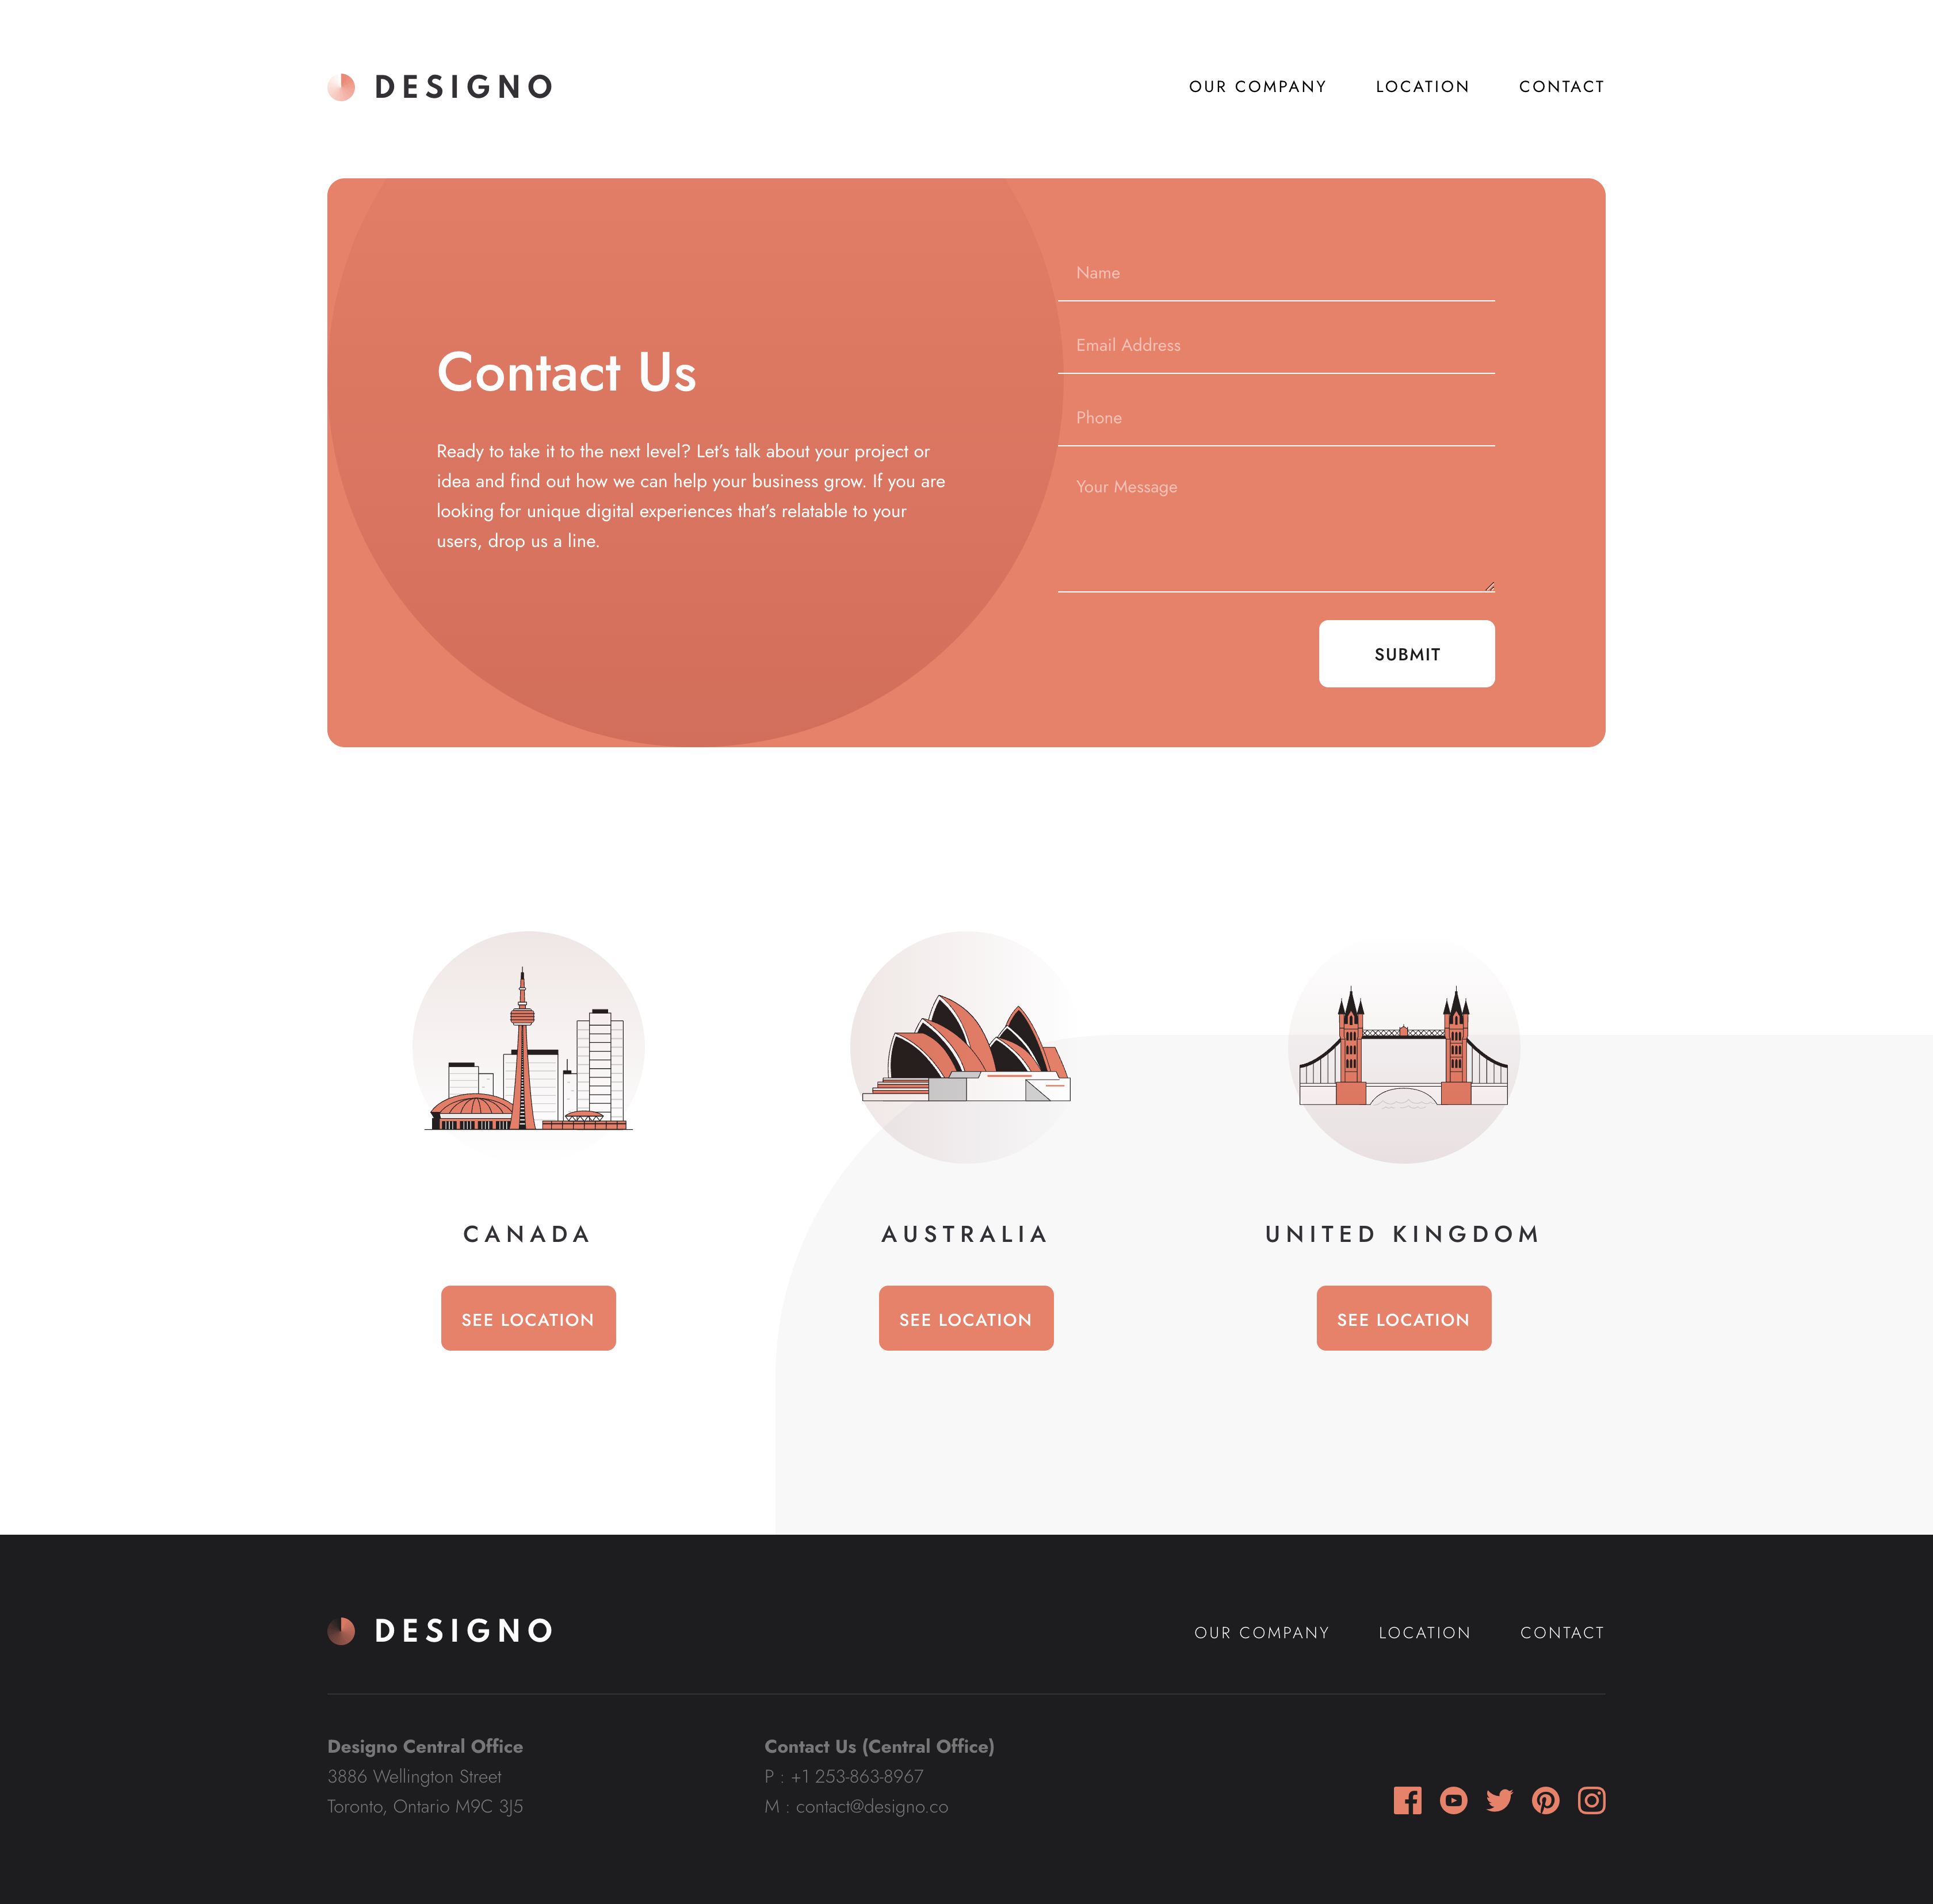 DESIGNO
OUR COMPANY
LOCATION
CONTACT
Contact Us
Ready to take it to the next level? Let’s talk about your project or
idea and find out how we can help your business grow. If you are
looking for unique digital experiences that’s relatable to your
users, drop us a line.
Name
Email Address
Phone
Your Message
SUBMIT
CANADA
SEE LOCATION
AUSTRALIA
SEE LOCATION
UNITED KINGDOM
SEE LOCATION
DESIGNO
OUR COMPANY
LOCATION
CONTACT
Designo Central Office
3886 Wellington Street
Toronto, Ontario M9C 3J5
Contact Us (Central Office)
P : +1 253-863-8967
M : contact@designo.co